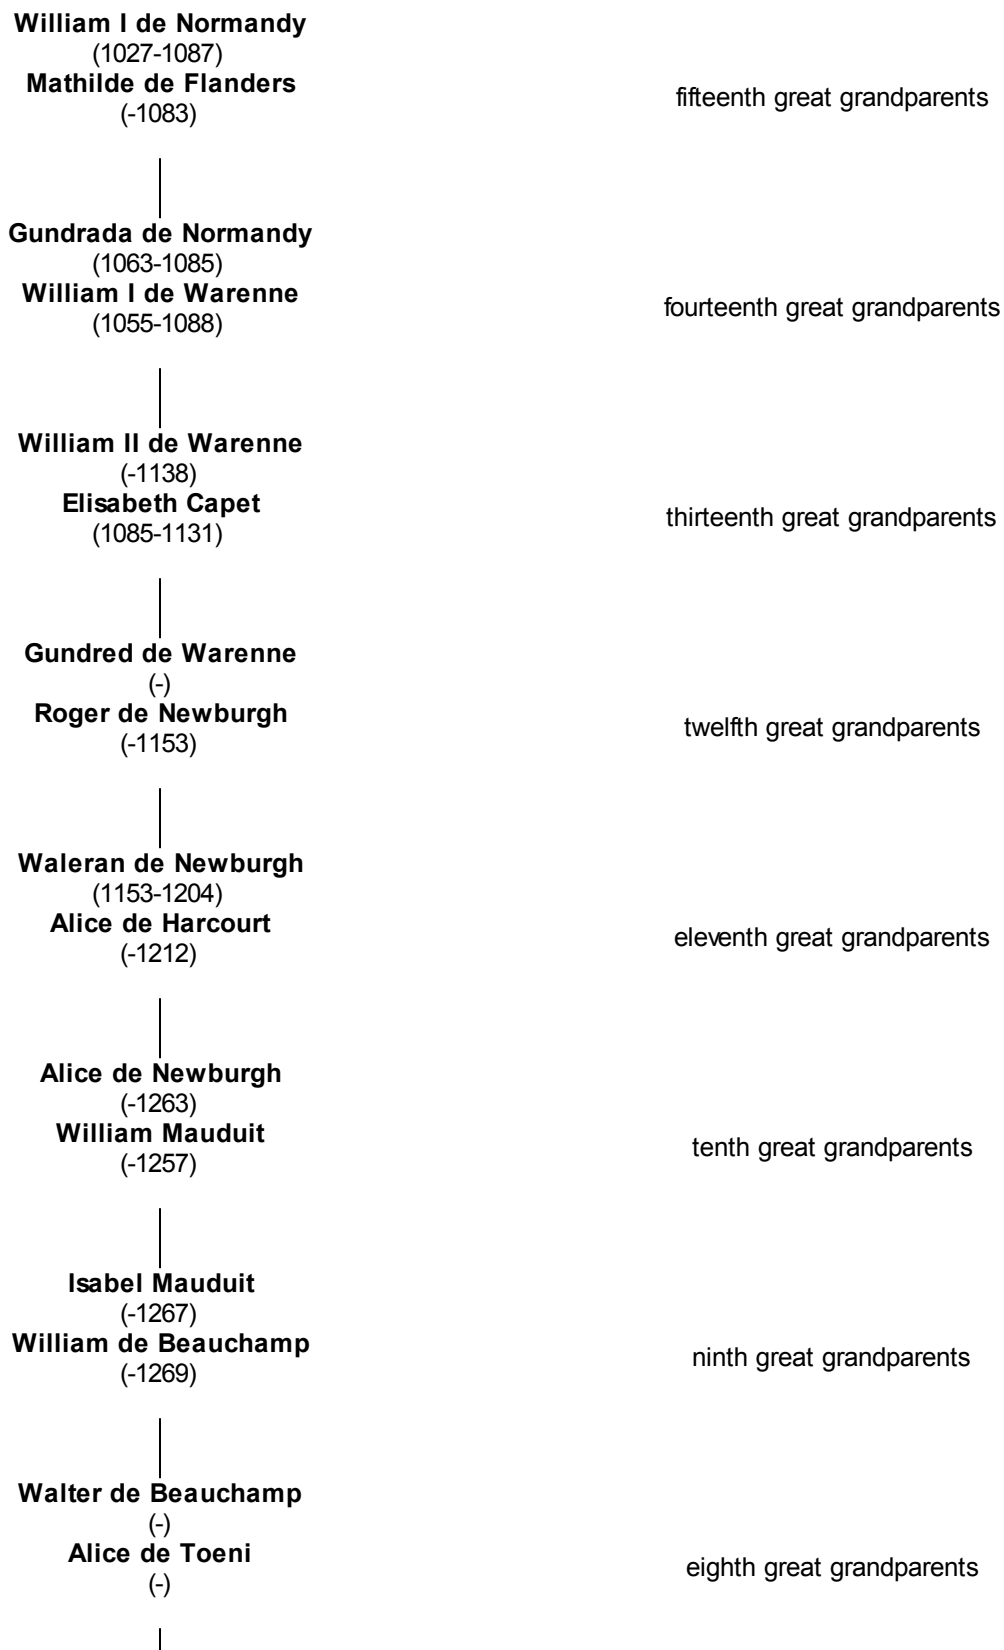 William I de Normandy
(1027-1087)
Mathilde de Flanders
(-1083)
fifteenth great grandparents
Gundrada de Normandy
(1063-1085)
William I de Warenne
(1055-1088)
fourteenth great grandparents
William II de Warenne
(-1138)
Elisabeth Capet
(1085-1131)
thirteenth great grandparents
Gundred de Warenne
(-)
Roger de Newburgh
(-1153)
twelfth great grandparents
Waleran de Newburgh
(1153-1204)
Alice de Harcourt
(-1212)
eleventh great grandparents
Alice de Newburgh
(-1263)
William Mauduit
(-1257)
tenth great grandparents
Isabel Mauduit
(-1267)
William de Beauchamp
(-1269)
ninth great grandparents
Walter de Beauchamp
(-)
Alice de Toeni
(-)
eighth great grandparents